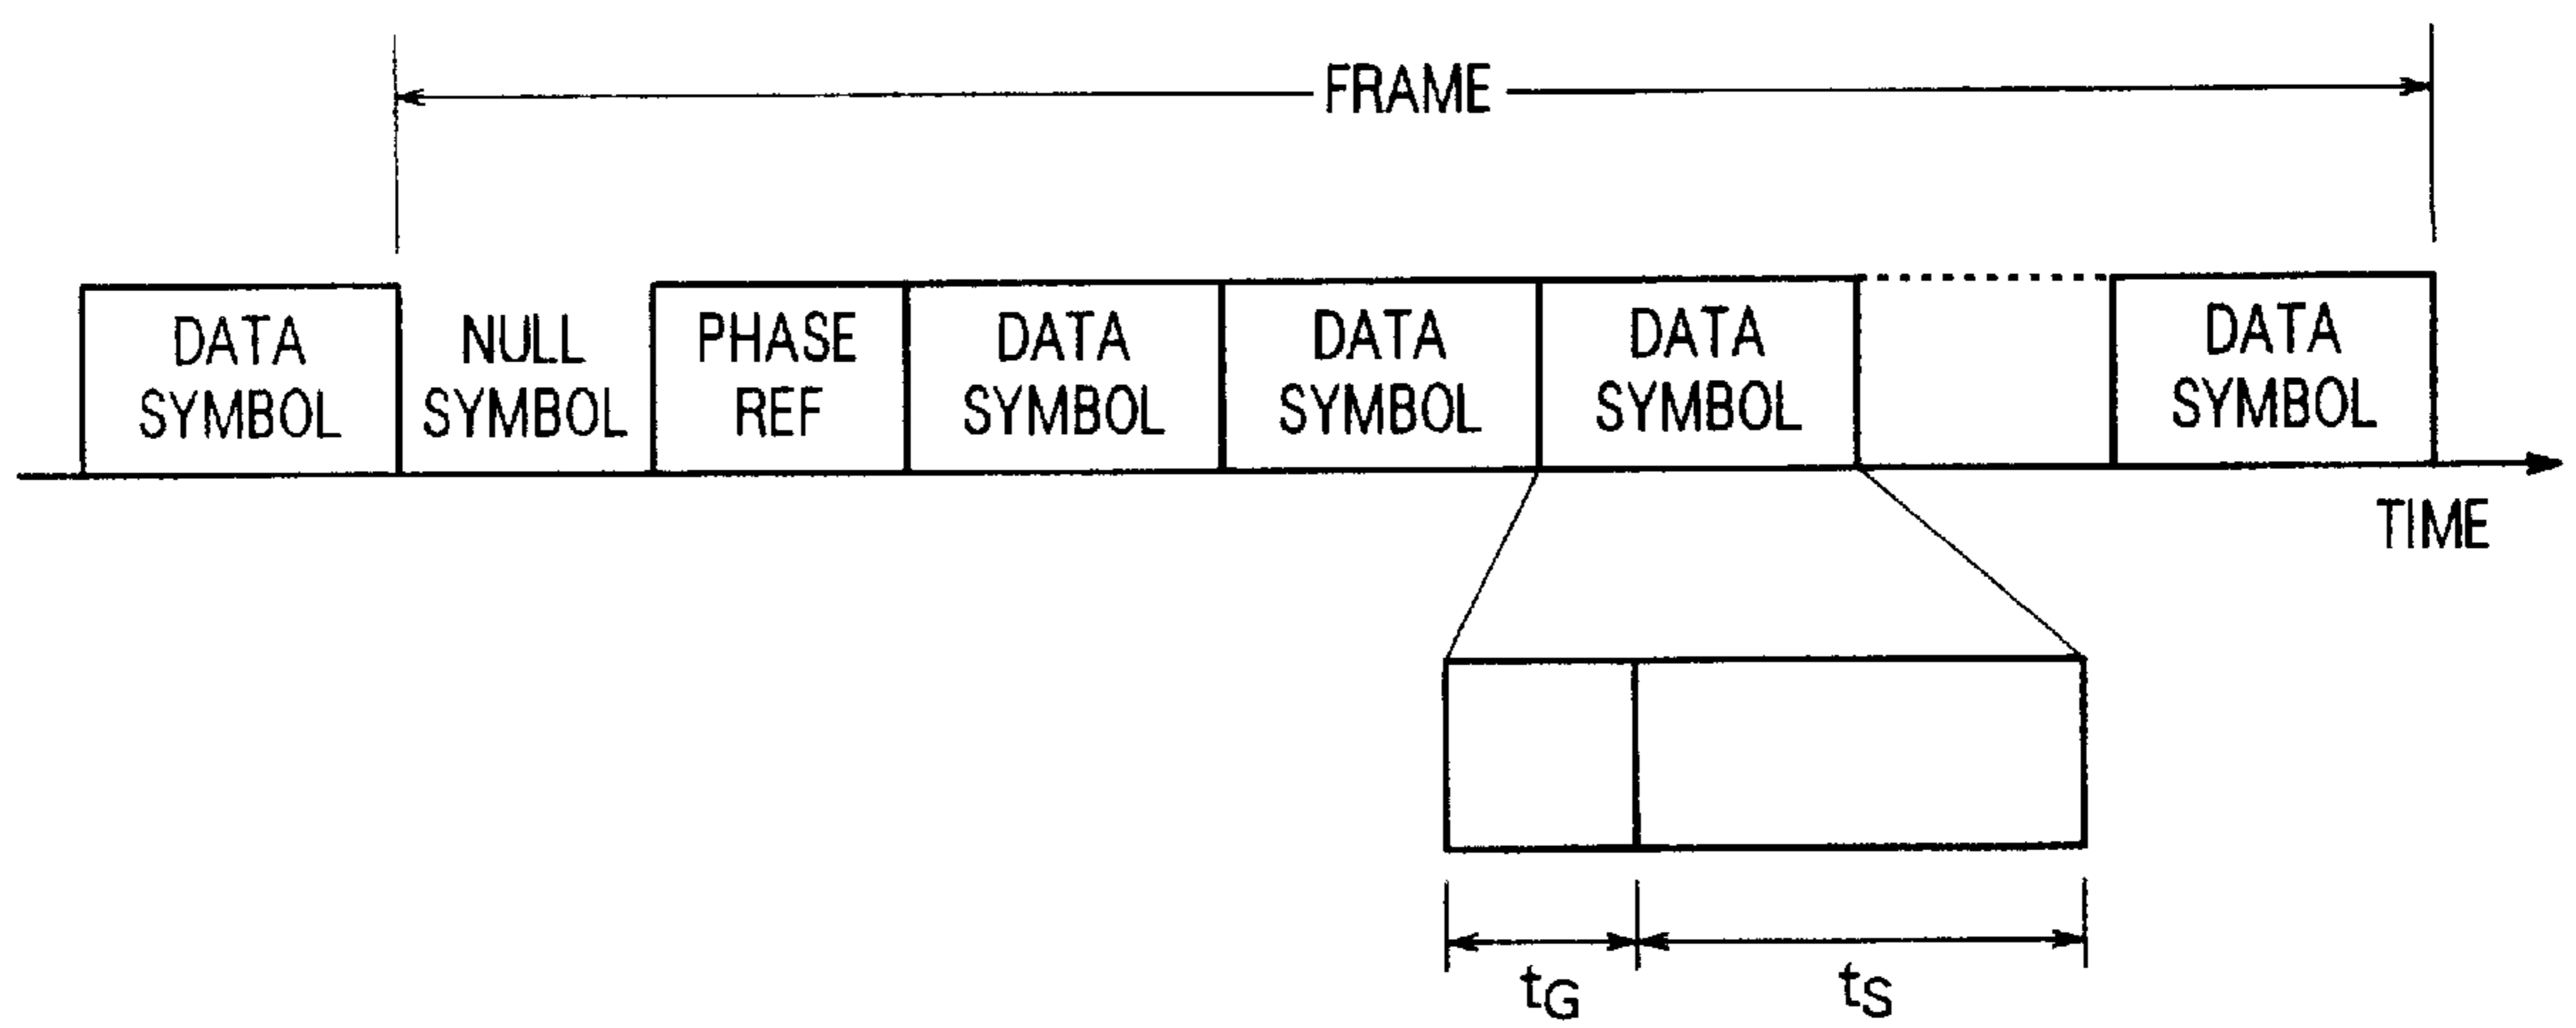 FRAME
DATA
SYMBOL
NULL
SYMBOL
PHASE
REF
DATA
SYMBOL
DATA
SYMBOL
DATA
SYMBOL
DATA
SYMBOL
TIME
tG
tS